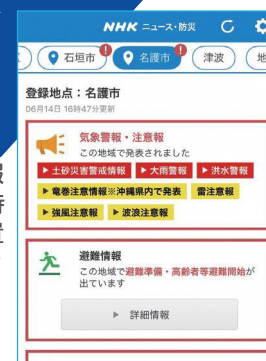 NHK ニュース・防災
石垣市
名護市
津波
登録地点：名護市
06月14日 16時47分更新
気象警報・注意報
この地域で発表されました
▶土砂災害警戒情報 ▶大雨警報 ▶洪水警報
▶竜巻注意情報※沖縄県内で発表 雷注意報
▶強風注意報 ▶波浪注意報
避難情報
この地域で避難準備・高齢者等避難開始が
出ています
▶ 詳細情報